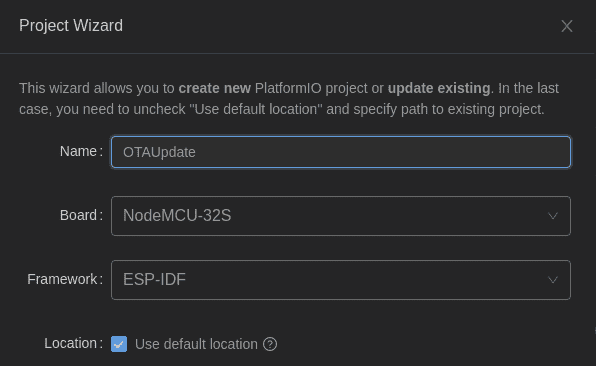 Project Wizard
This wizard allows you to create new PlatformIO project or update existing. In the last
case, you need to uncheck "Use default location" and specify path to existing project.
Name: OTAUpdate
Board: NodeMCU-32S
Framework: ESP-IDF
Location: Use default location ?